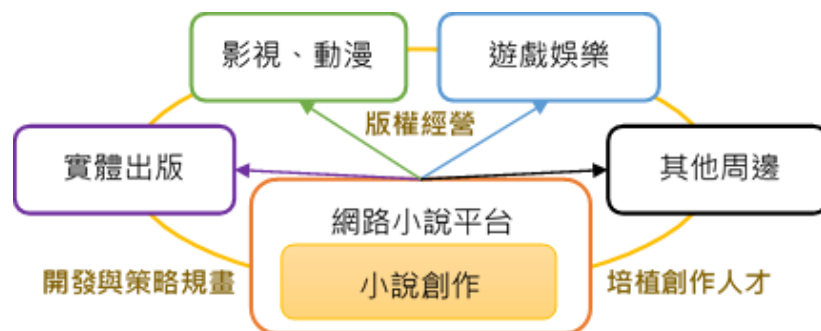 影視、動漫
遊戲娛樂
版權經營
實體出版
其他周邊
網路小說平台
小說創作
開發與策略規畫
培植創作人才